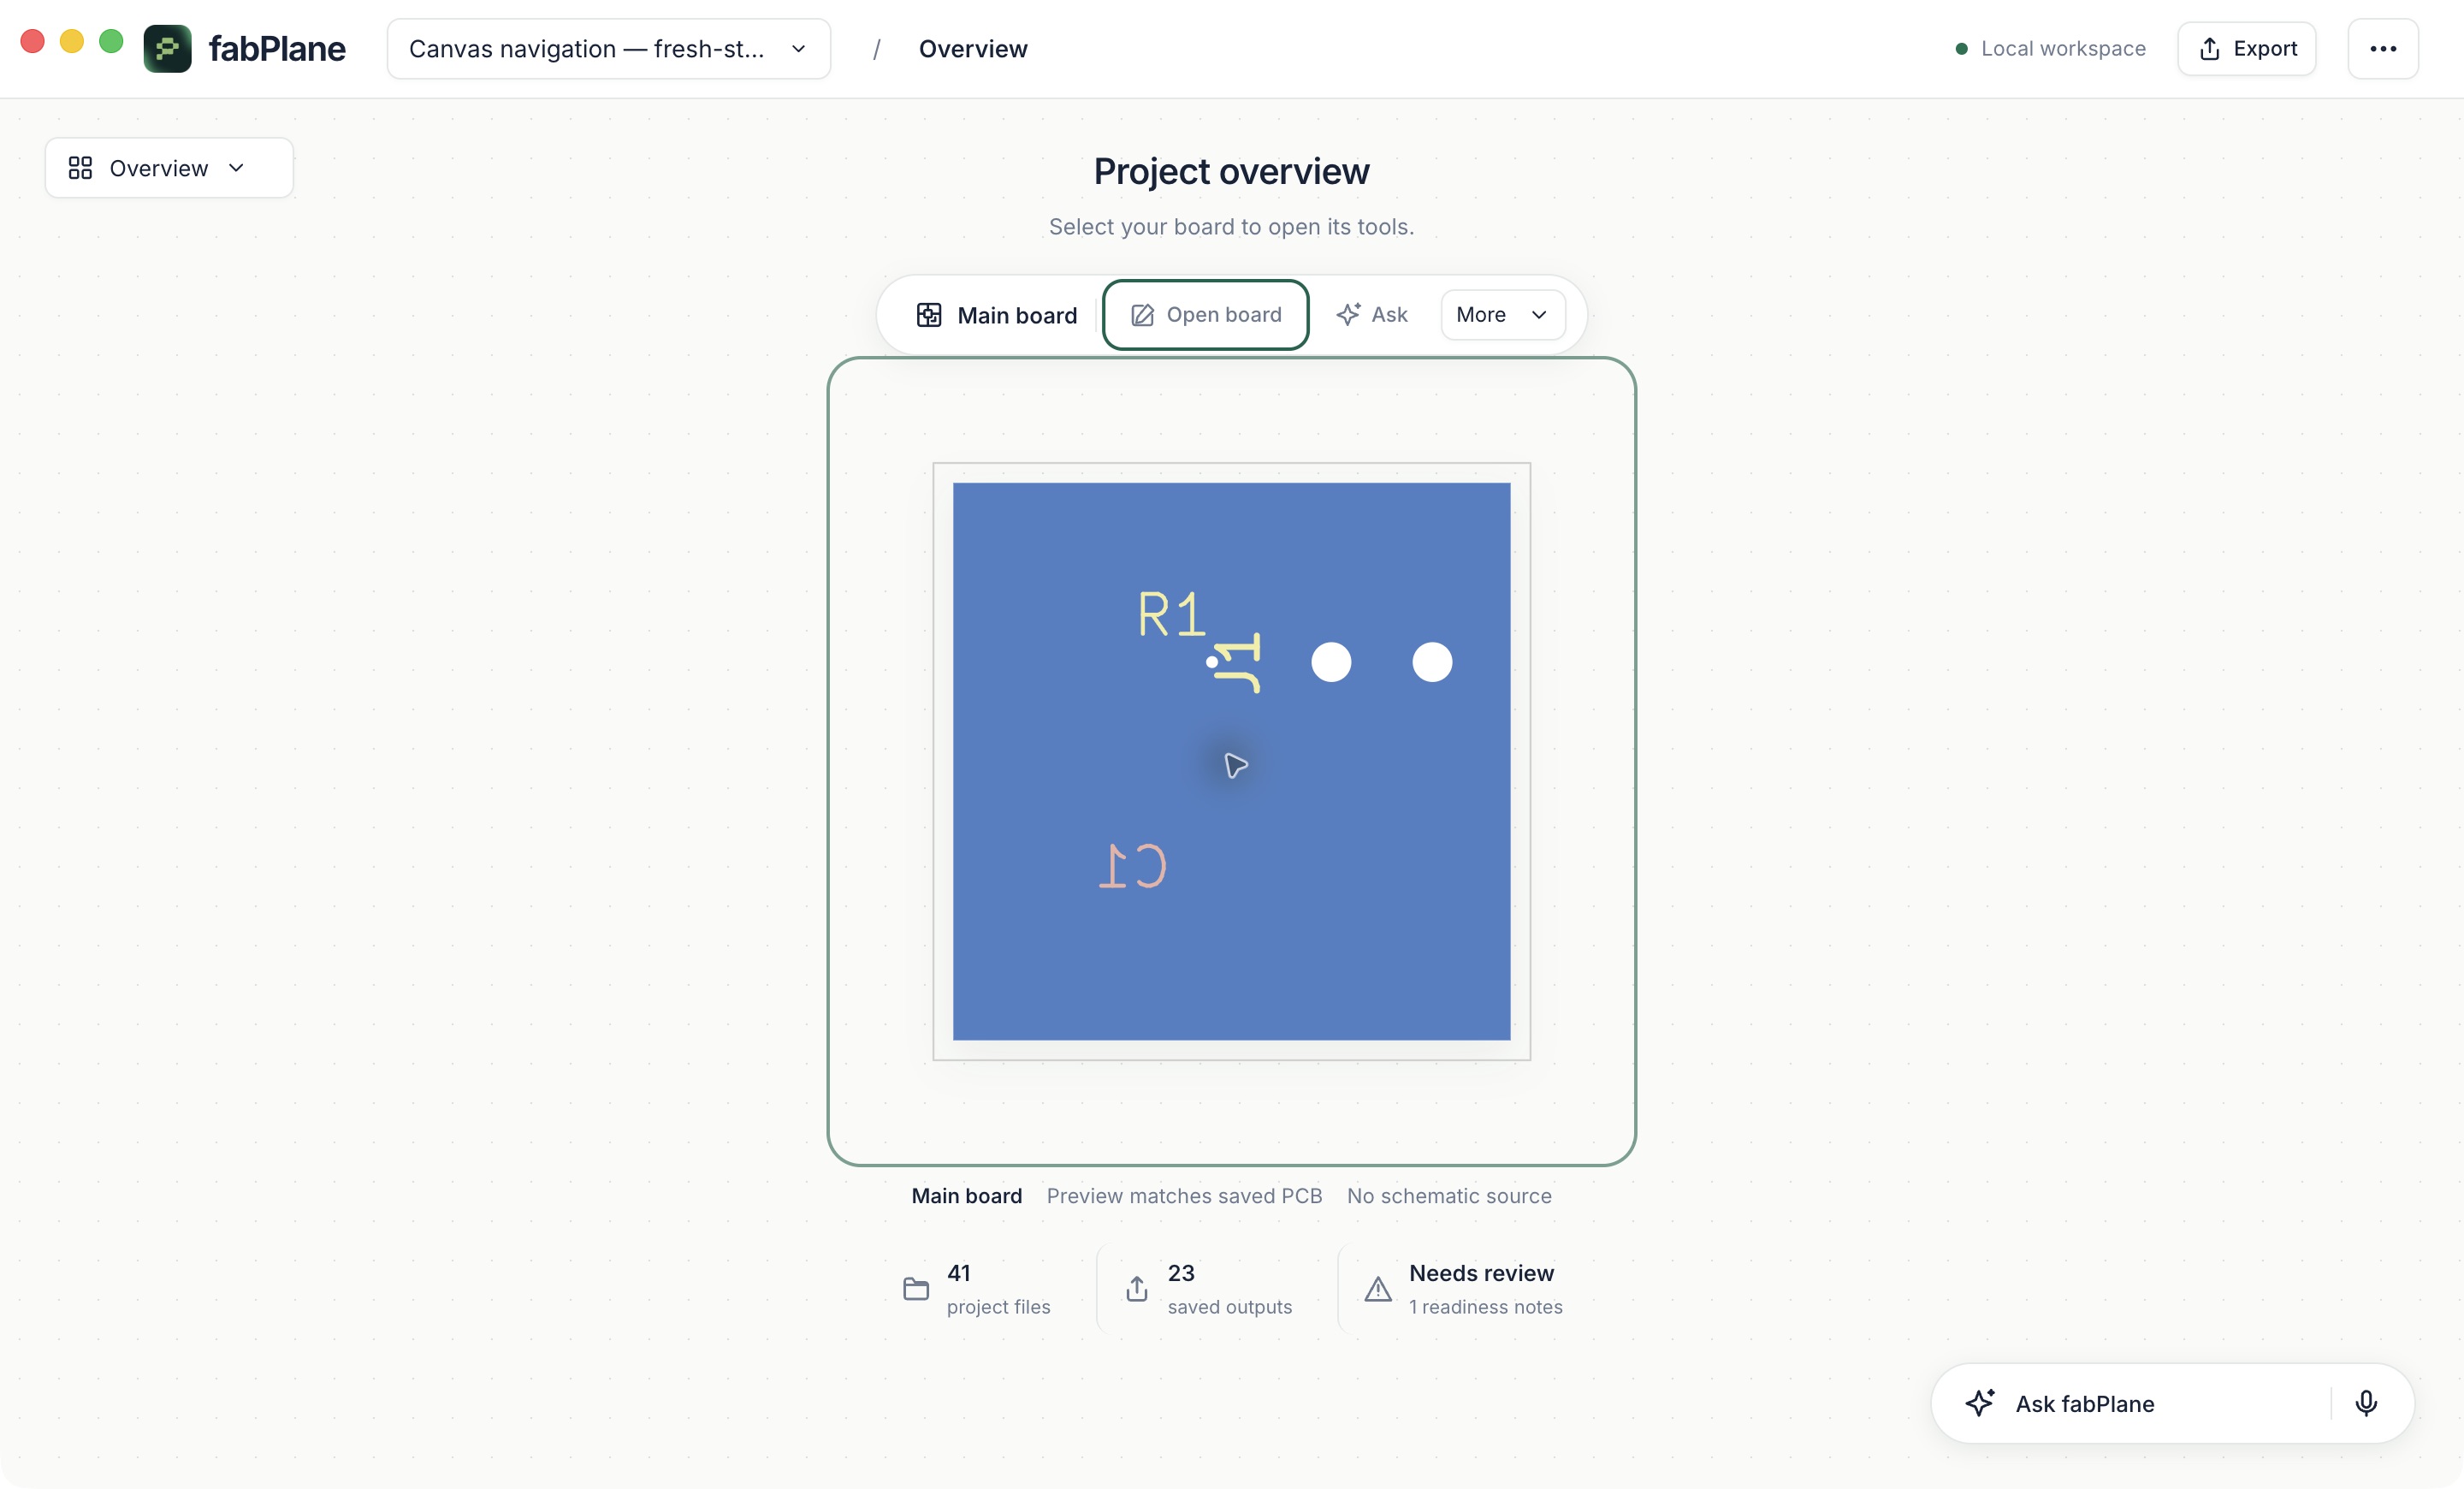 fabPlane
Canvas navigation — fresh-st...
/
Overview
Local workspace
Export
Overview
Project overview
Select your board to open its tools.
Main board
Open board
Ask
More
R1
J1
C1
Main board
Preview matches saved PCB
No schematic source
41
project files
23
saved outputs
Needs review
1 readiness notes
Ask fabPlane